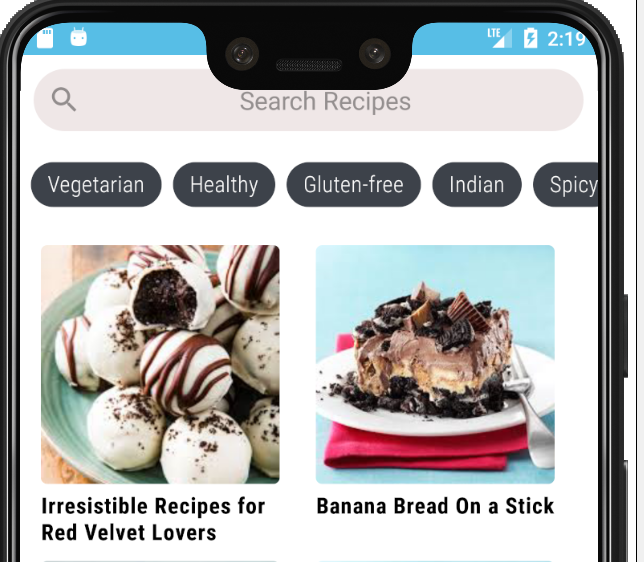 LTE 2:19
Search Recipes
Vegetarian Healthy Gluten-free Indian Spicy
Irresistible Recipes for
Red Velvet Lovers
Banana Bread On a Stick